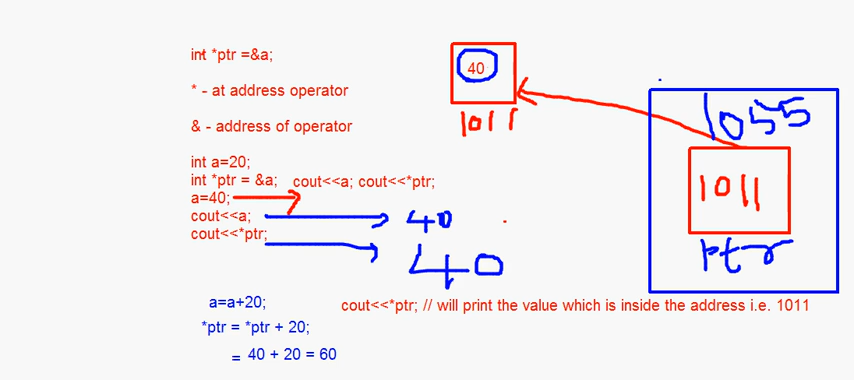 int *ptr =&a;
* - at address operator
& - address of operator
int a=20;
int *ptr = &a; cout<<a; cout<<*ptr;
a=40;
cout<<a; 40
cout<<*ptr; 40
a=a+20;
*ptr = *ptr + 20;
= 40 + 20 = 60
cout<<*ptr; // will print the value which is inside the address i.e. 1011
40
1011
1055
1011
ptr